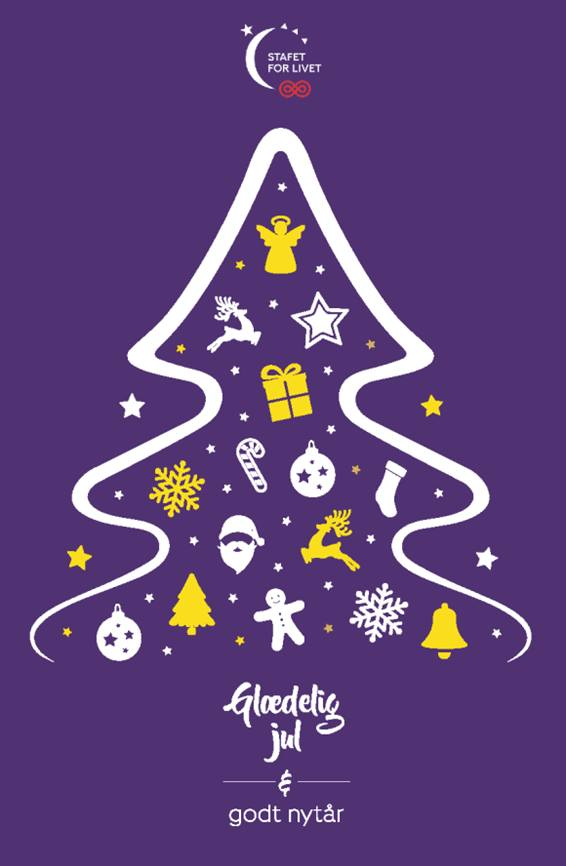 STAFET
FOR LIVET
Glædelig
jul
&
godt nytår